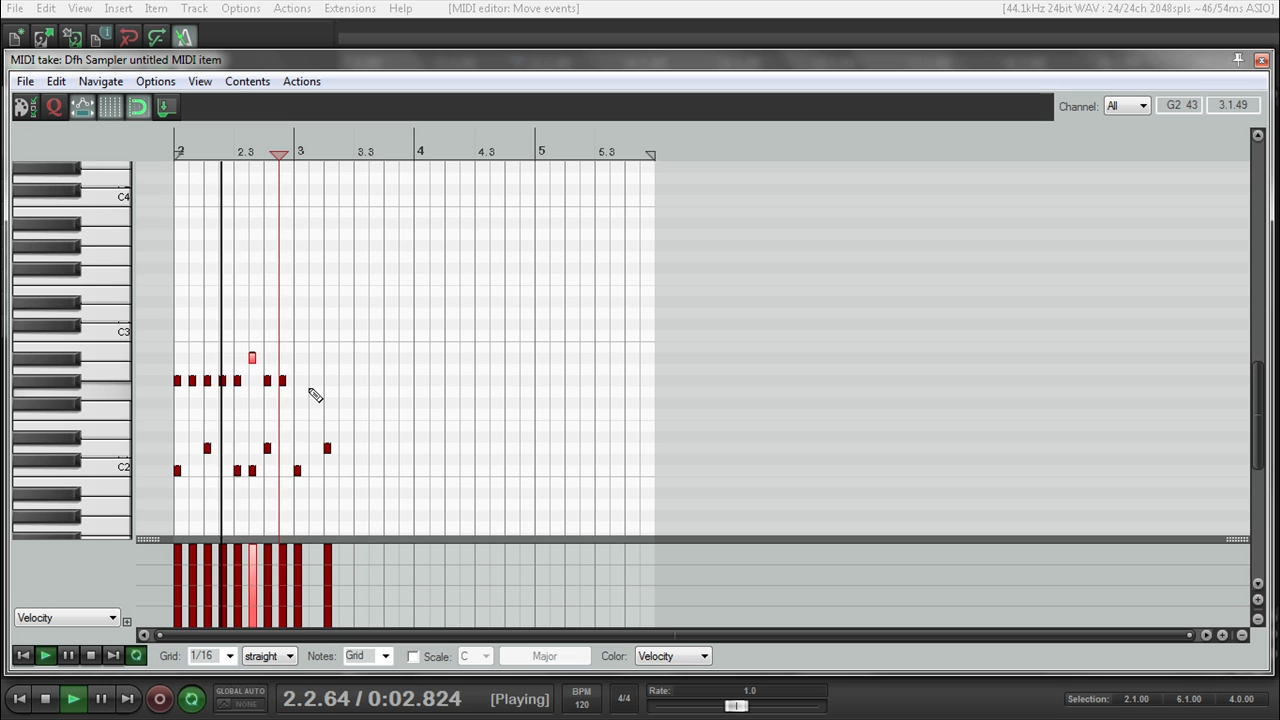 File Edit View Insert Item Track Options Actions Extensions Help [MIDI editor: Move events] [44.1kHz 24bit WAV : 24/24ch 2048spls ~46/54ms ASIO]
MIDI take: Dfh Sampler untitled MIDI item
File Edit Navigate Options View Contents Actions
Q Channel: All G2 43 3.1.49
2 2.3 3 3.3 4 4.3 5 5.3
C4
C3
C2
Velocity
Grid: 1/16 straight Notes: Grid Scale: C Major Color: Velocity
GLOBAL AUTO
NONE
2.2.64 / 0:02.824 [Playing]
BPM
120
4/4
Rate: 1.0
Selection: 2.1.00 6.1.00 4.0.00